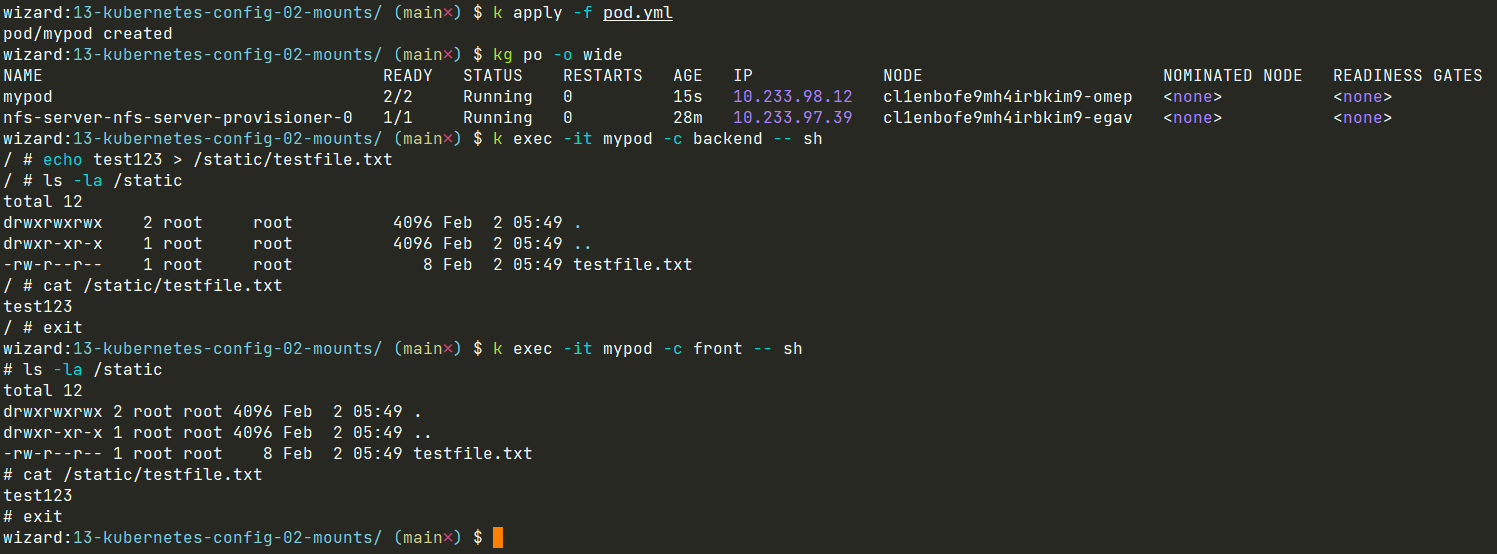 wizard:13-kubernetes-config-02-mounts/ (main×) $ k apply -f pod.yml
pod/mypod created
wizard:13-kubernetes-config-02-mounts/ (main×) $ kg po -o wide
NAME                                  READY   STATUS    RESTARTS   AGE   IP             NODE                        NOMINATED NODE   READINESS GATES
mypod                                 2/2     Running   0          15s   10.233.98.12   cl1enbofe9mh4irbkim9-omep   <none>           <none>
nfs-server-nfs-server-provisioner-0   1/1     Running   0          28m   10.233.97.39   cl1enbofe9mh4irbkim9-egav   <none>           <none>
wizard:13-kubernetes-config-02-mounts/ (main×) $ k exec -it mypod -c backend -- sh
/ # echo test123 > /static/testfile.txt
/ # ls -la /static
total 12
drwxrwxrwx    2 root     root          4096 Feb  2 05:49 .
drwxr-xr-x    1 root     root          4096 Feb  2 05:49 ..
-rw-r--r--    1 root     root             8 Feb  2 05:49 testfile.txt
/ # cat /static/testfile.txt
test123
/ # exit
wizard:13-kubernetes-config-02-mounts/ (main×) $ k exec -it mypod -c front -- sh
# ls -la /static
total 12
drwxrwxrwx 2 root root 4096 Feb  2 05:49 .
drwxr-xr-x 1 root root 4096 Feb  2 05:49 ..
-rw-r--r-- 1 root root    8 Feb  2 05:49 testfile.txt
# cat /static/testfile.txt
test123
# exit
wizard:13-kubernetes-config-02-mounts/ (main×) $